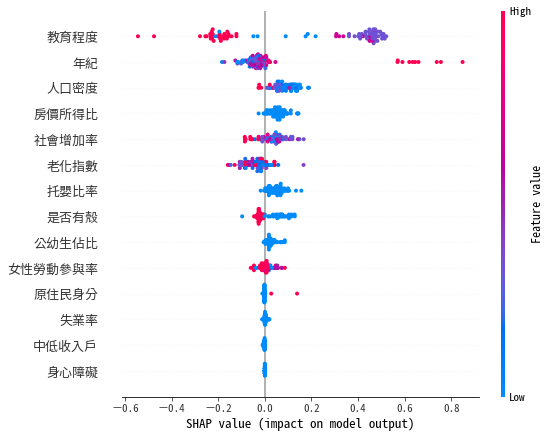 High
教育程度
年紀
人口密度
房價所得比
社會增加率
老化指數
托嬰比率
是否有殼
公幼生佔比
女性勞動參與率
原住民身分
失業率
中低收入戶
身心障礙
Feature value
Low
−0.6 −0.4 −0.2 0.0 0.2 0.4 0.6 0.8
SHAP value (impact on model output)